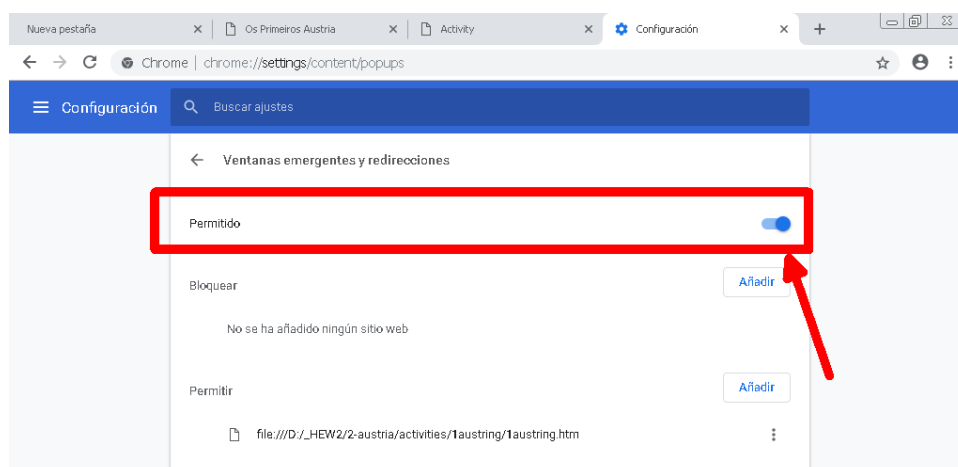 Nueva pestaña Os Primeiros Austria Activity Configuración
Chrome | chrome://settings/content/popups
Configuración Buscar ajustes
Ventanas emergentes y redirecciones
Permitido
Bloquear Añadir
No se ha añadido ningún sitio web
Permitir Añadir
file:///D:/_HEW2/2-austria/activities/1austring/1austring.htm